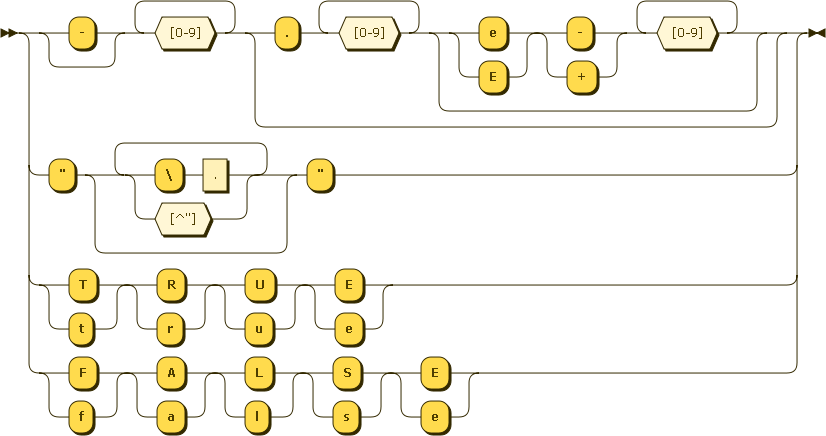 - [0-9] . [0-9] e - [0-9]
E +
" \ . "
[^"]
T R U E
t r u e
F A L S E
f a l s e